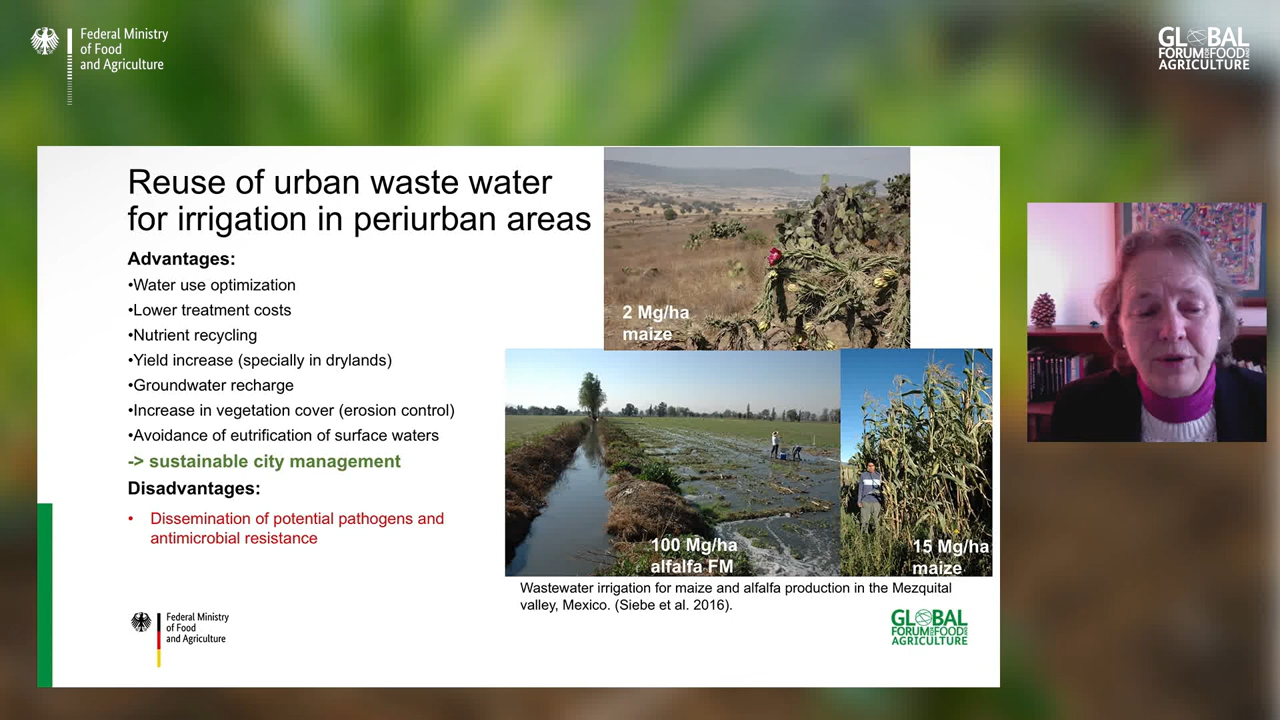 Federal Ministry
of Food
and Agriculture
GLOBAL
FORUM FOR FOOD AND
AGRICULTURE
Reuse of urban waste water
for irrigation in periurban areas
Advantages:
•Water use optimization
•Lower treatment costs
•Nutrient recycling
•Yield increase (specially in drylands)
•Groundwater recharge
•Increase in vegetation cover (erosion control)
•Avoidance of eutrification of surface waters
-> sustainable city management
Disadvantages:
• Dissemination of potential pathogens and
antimicrobial resistance
2 Mg/ha
maize
100 Mg/ha
alfalfa FM
15 Mg/ha
maize
Wastewater irrigation for maize and alfalfa production in the Mezquital
valley, Mexico. (Siebe et al. 2016).
Federal Ministry
of Food
and Agriculture
GLOBAL
FORUM FOR FOOD AND
AGRICULTURE